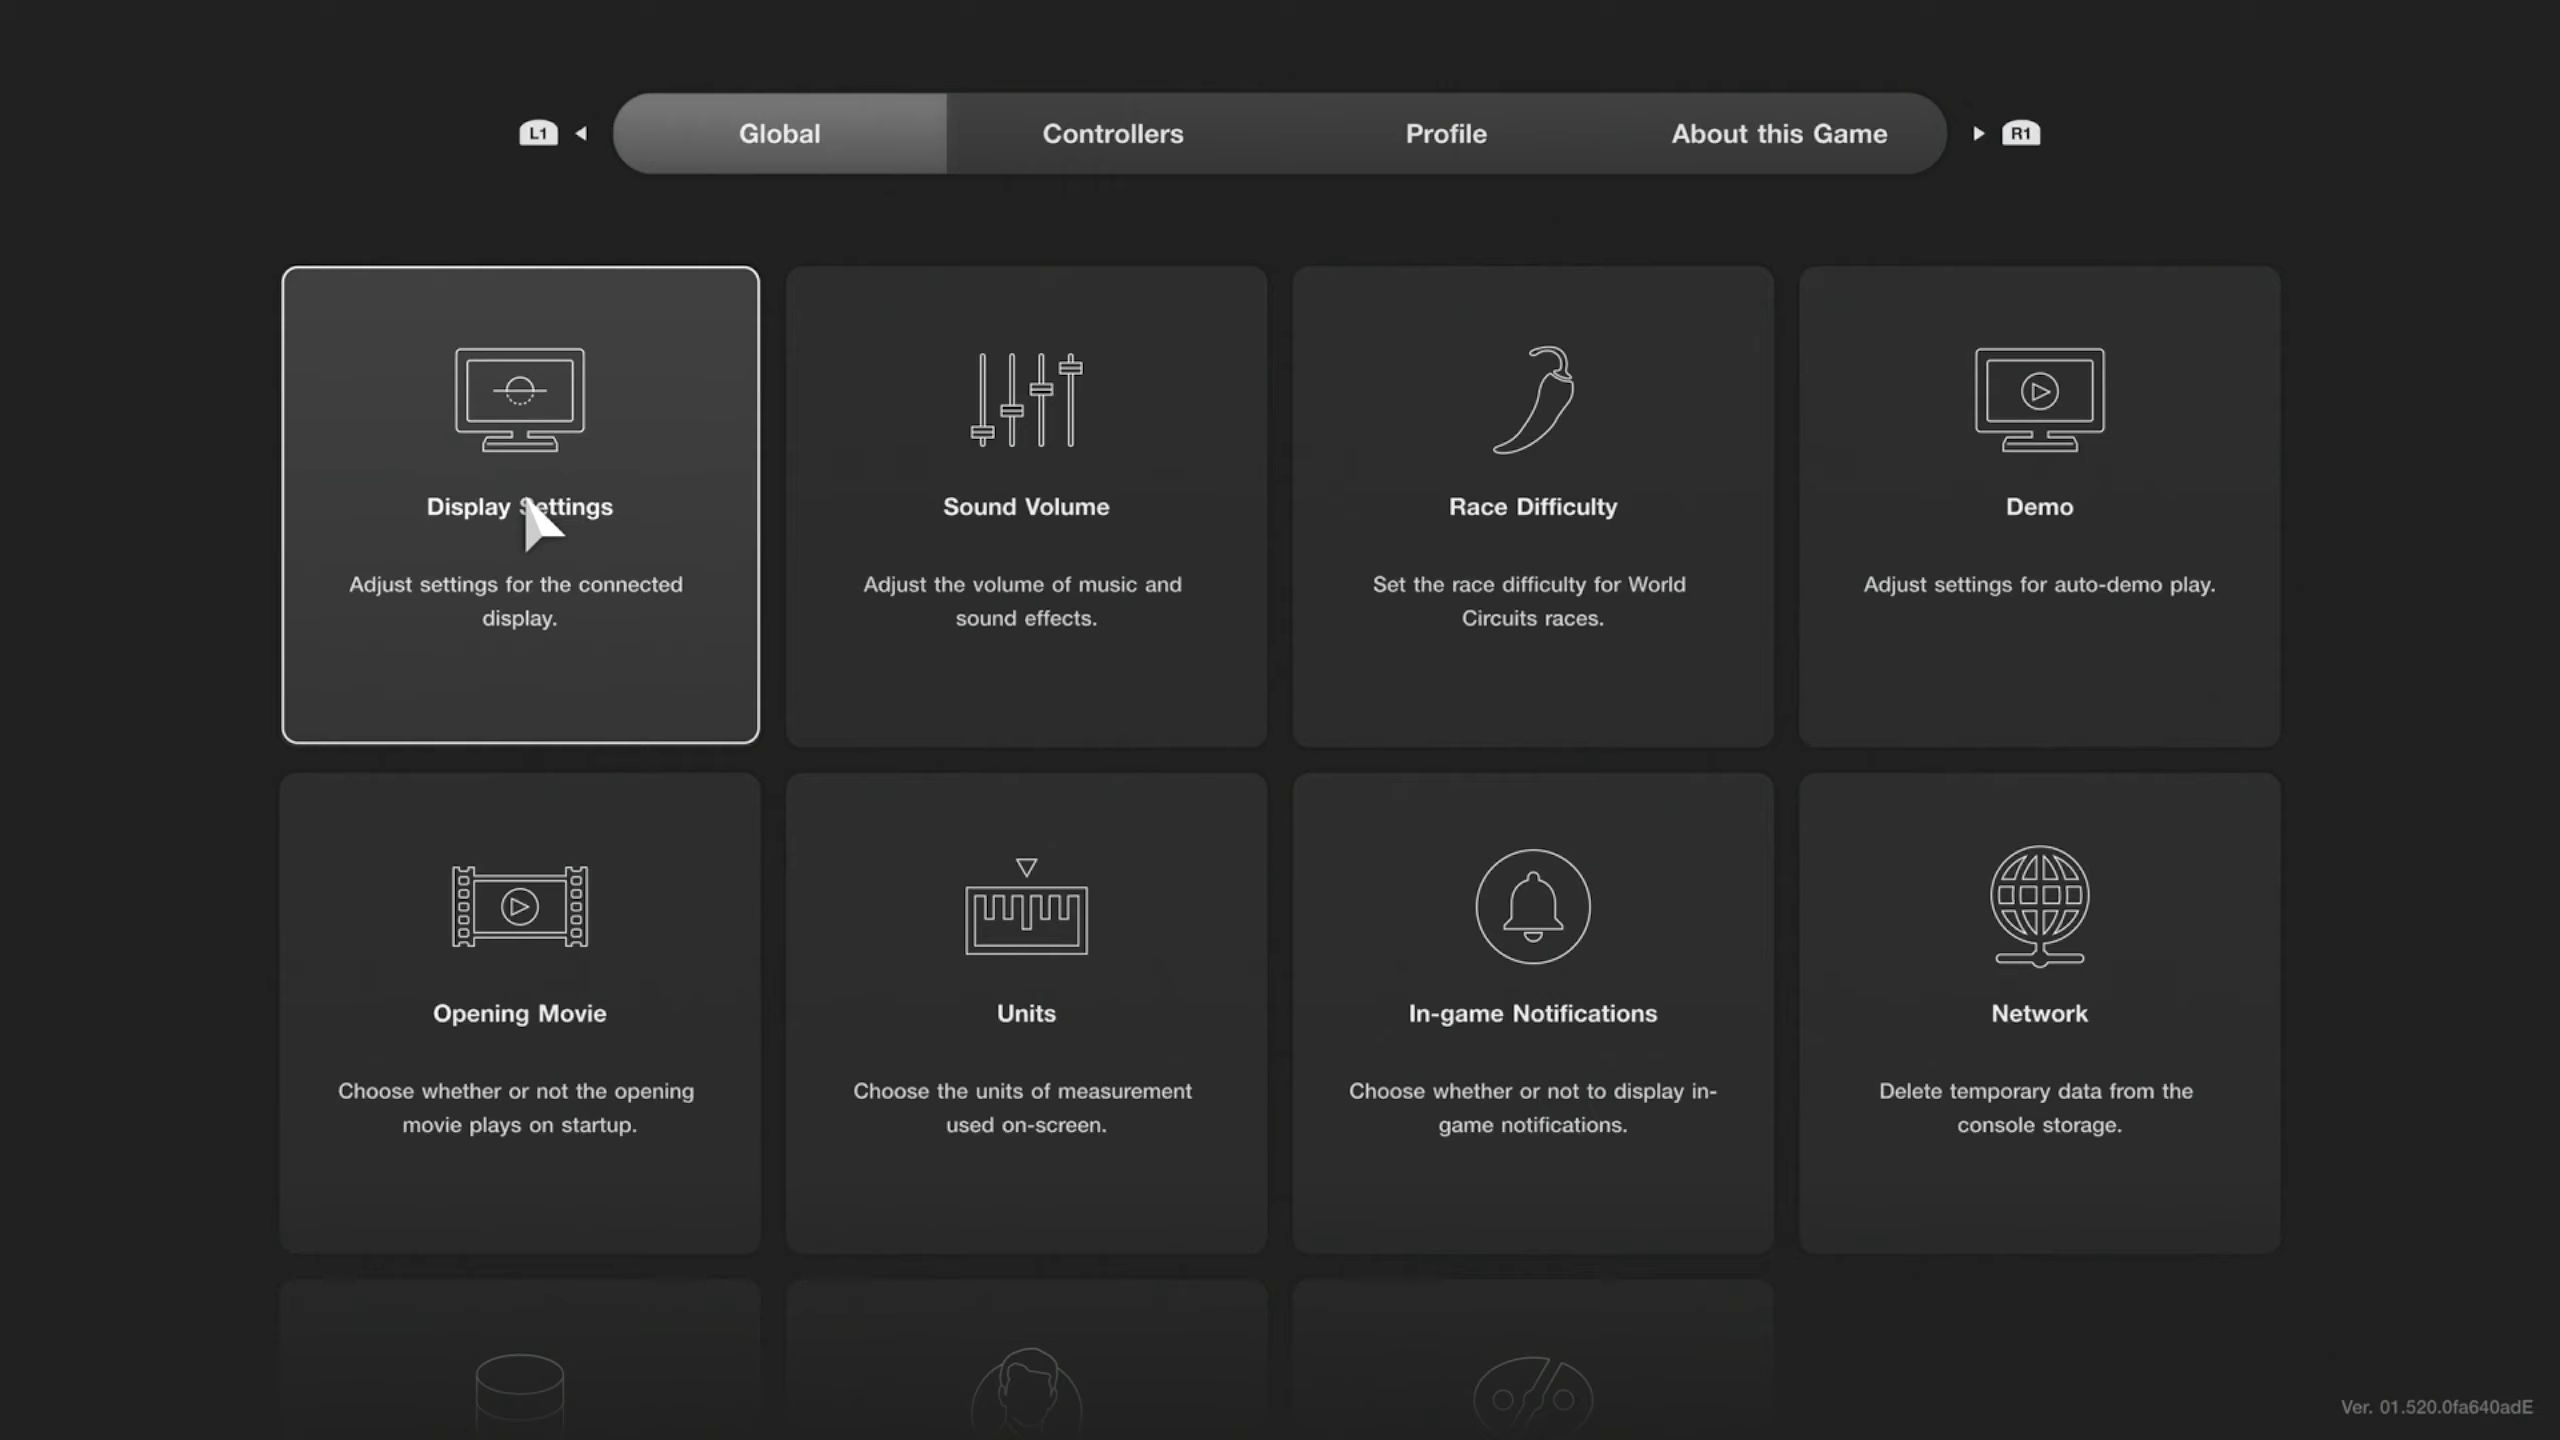 L1
Global
Controllers
Profile
About this Game
R1
Display Settings
Adjust settings for the connected
display.
Sound Volume
Adjust the volume of music and
sound effects.
Race Difficulty
Set the race difficulty for World
Circuits races.
Demo
Adjust settings for auto-demo play.
Opening Movie
Choose whether or not the opening
movie plays on startup.
Units
Choose the units of measurement
used on-screen.
In-game Notifications
Choose whether or not to display in-
game notifications.
Network
Delete temporary data from the
console storage.
Ver. 01.520.0fa640adE